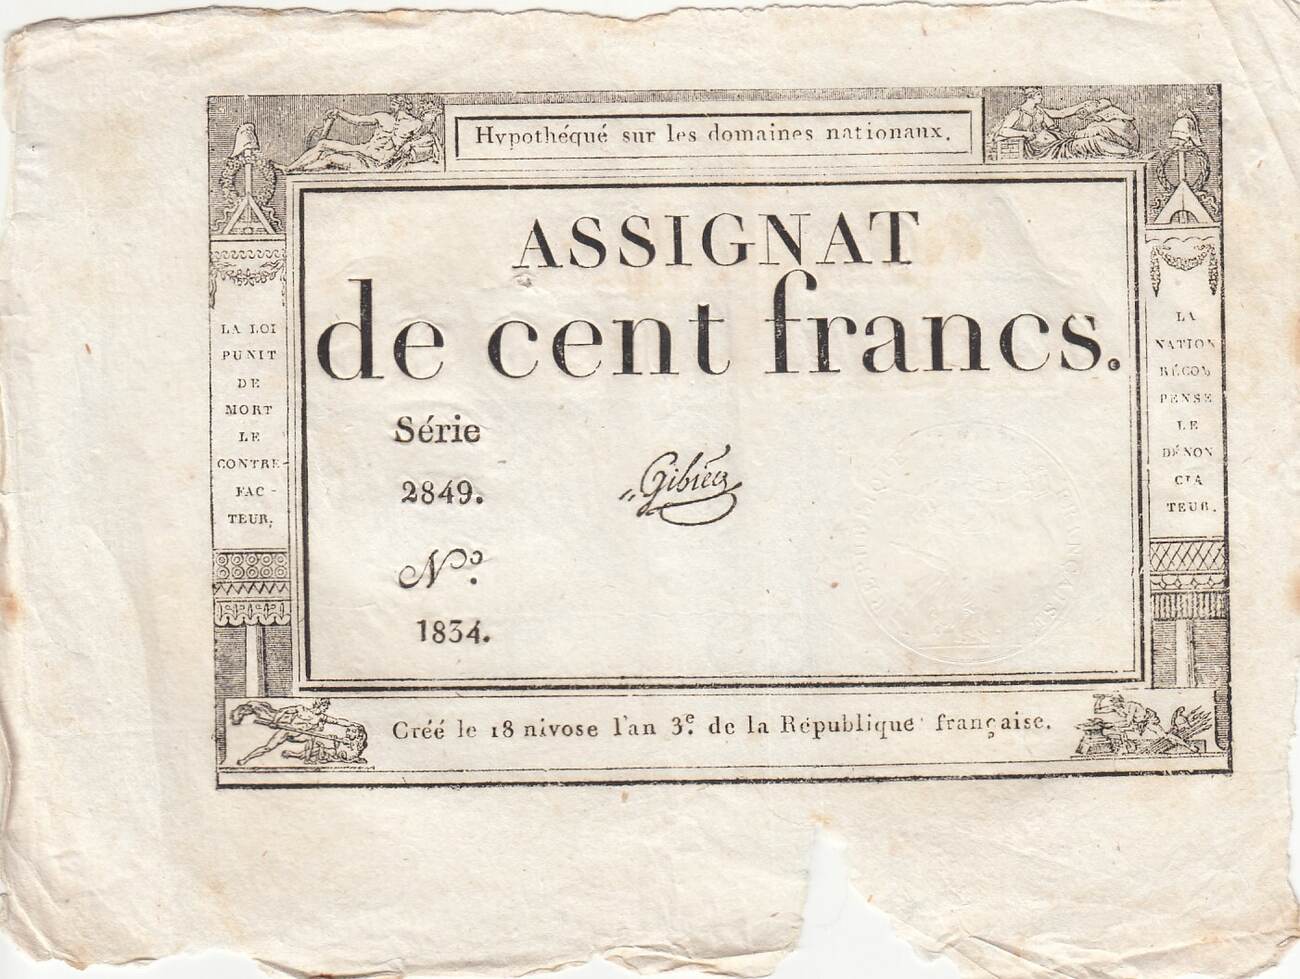 Hypothéqué sur les domaines nationaux.
ASSIGNAT
de cent francs.
Série
2849.
Nº.
1834.
Gibiez
LA LOI
PUNIT
DE
MORT
LE
CONTRE-
FAC-
TEUR.
LA
NATION
RÉCOM
PENSE
LE
DÉNON
CIA
TEUR.
Créé le 18 nivose l'an 3.e de la République française.